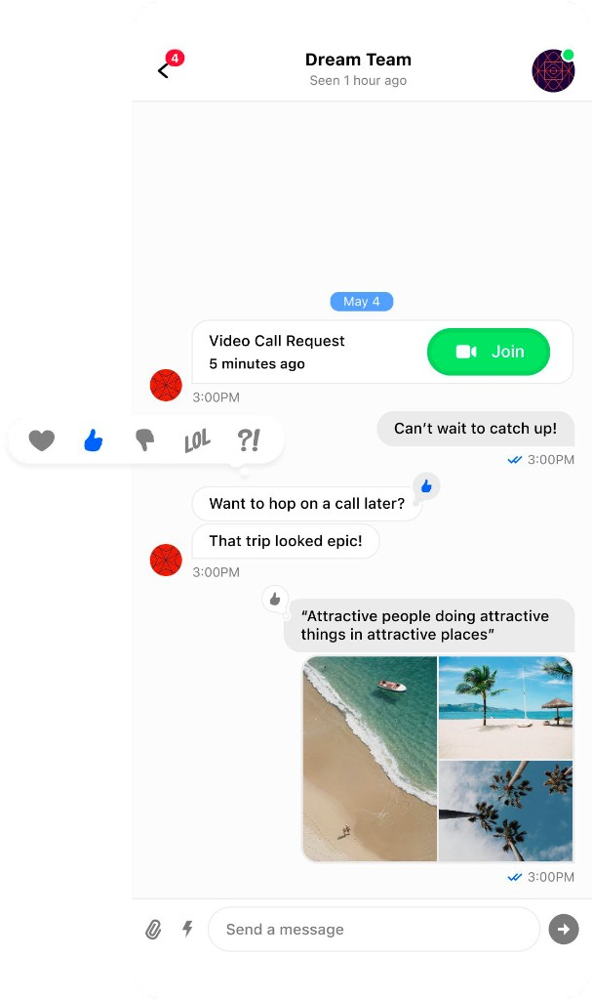 4
Dream Team
Seen 1 hour ago
May 4
Video Call Request
5 minutes ago
Join
3:00PM
Can’t wait to catch up!
3:00PM
LOL
?!
Want to hop on a call later?
That trip looked epic!
3:00PM
“Attractive people doing attractive
things in attractive places”
3:00PM
Send a message